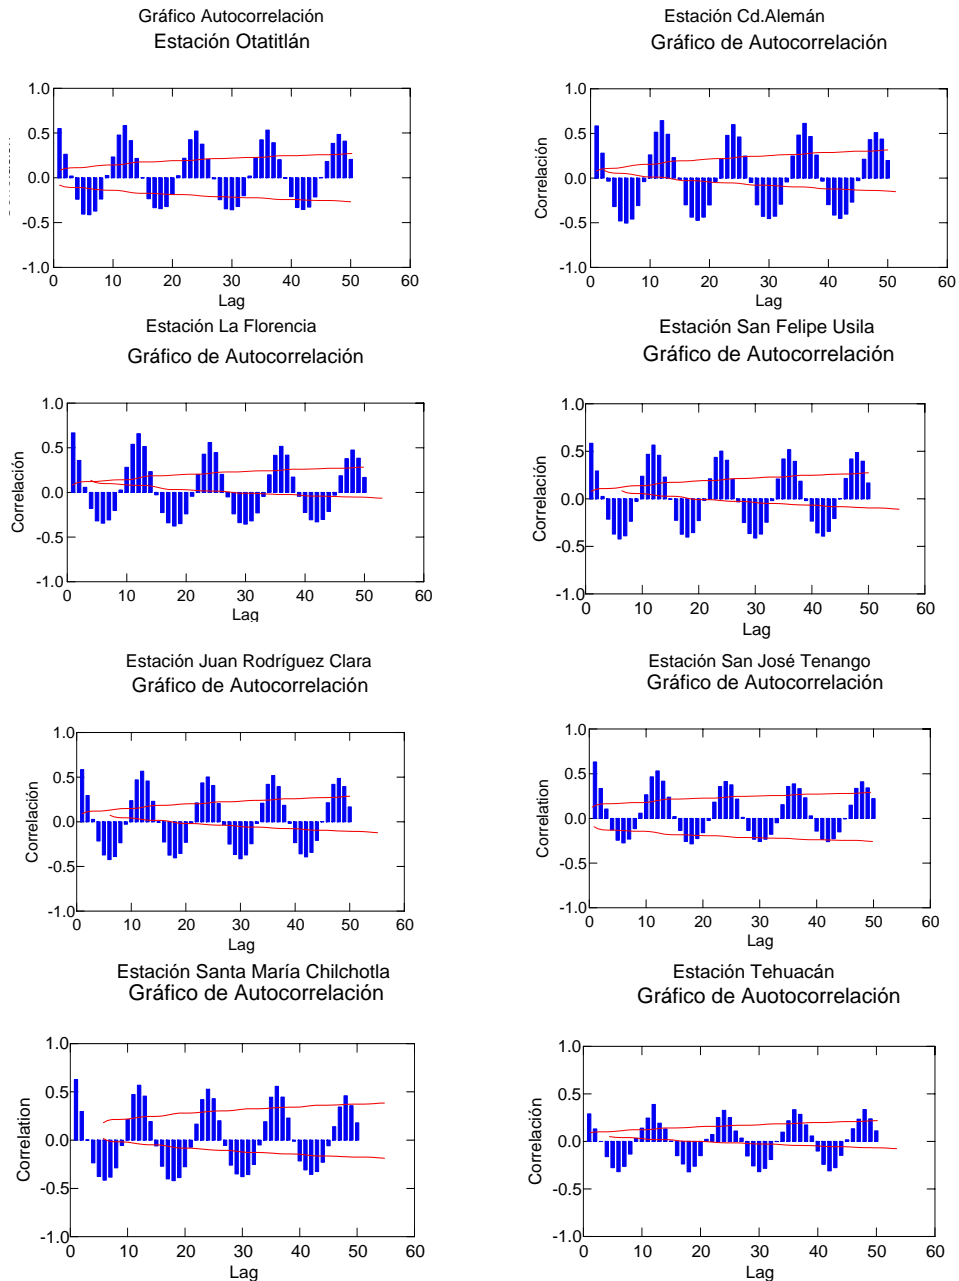 Gráfico Autocorrelación
Estación Otatitlán
1.0
0.5
0.0
-0.5
-1.0
0 10 20 30 40 50 60
Lag
Estación Cd.Alemán
Gráfico de Autocorrelación
Correlación
1.0
0.5
0.0
-0.5
-1.0
0 10 20 30 40 50 60
Lag
Estación La Florencia
Gráfico de Autocorrelación
Correlación
1.0
0.5
0.0
-0.5
-1.0
0 10 20 30 40 50 60
Lag
Estación San Felipe Usila
Gráfico de Autocorrelación
Correlación
1.0
0.5
0.0
-0.5
-1.0
0 10 20 30 40 50 60
Lag
Estación Juan Rodríguez Clara
Gráfico de Autocorrelación
Correlación
1.0
0.5
0.0
-0.5
-1.0
0 10 20 30 40 50 60
Lag
Estación San José Tenango
Gráfico de Autocorrelación
Correlation
1.0
0.5
0.0
-0.5
-1.0
0 10 20 30 40 50 60
Lag
Estación Santa María Chilchotla
Gráfico de Autocorrelación
Correlation
1.0
0.5
0.0
-0.5
-1.0
0 10 20 30 40 50 60
Lag
Estación Tehuacán
Gráfico de Auotocorrelación
Correlación
1.0
0.5
0.0
-0.5
-1.0
0 10 20 30 40 50 60
Lag